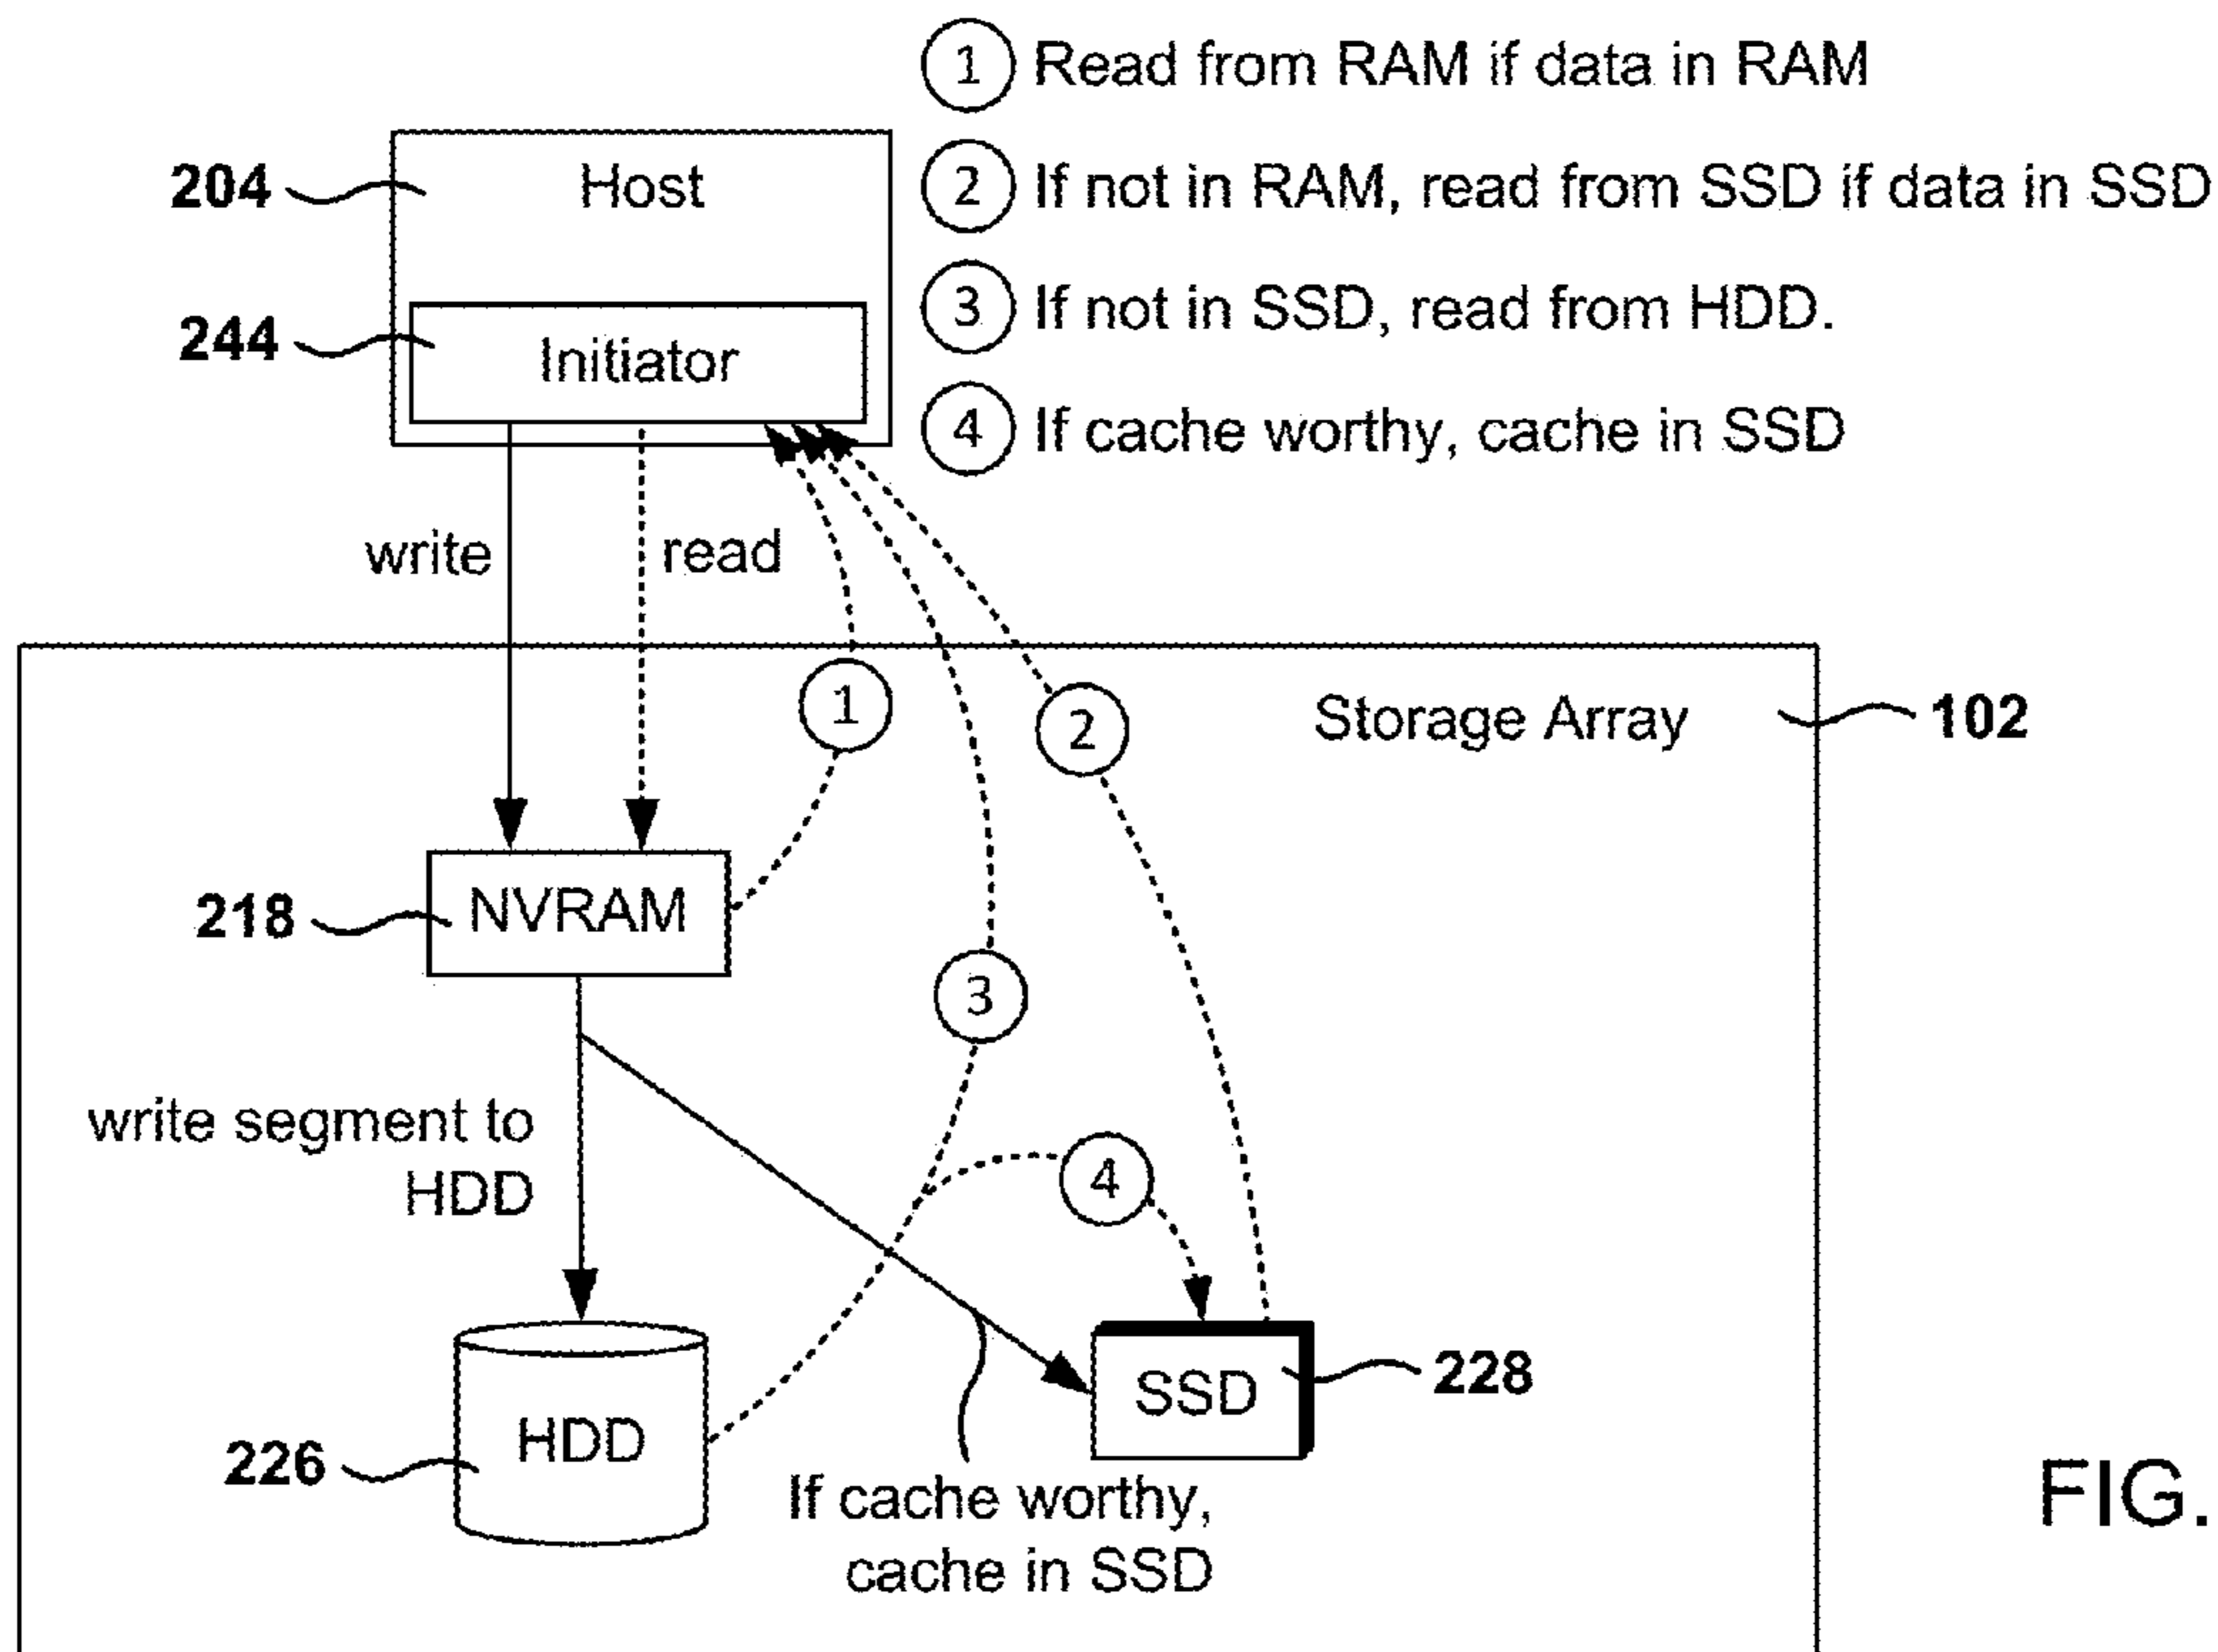 ① Read from RAM if data in RAM
204
Host
② If not in RAM, read from SSD if data in SSD
③ If not in SSD, read from HDD.
244
Initiator
④ If cache worthy, cache in SSD
write
read
①
②
Storage Array
102
218
NVRAM
③
write segment to
HDD
④
SSD
228
HDD
226
If cache worthy,
cache in SSD
FIG.